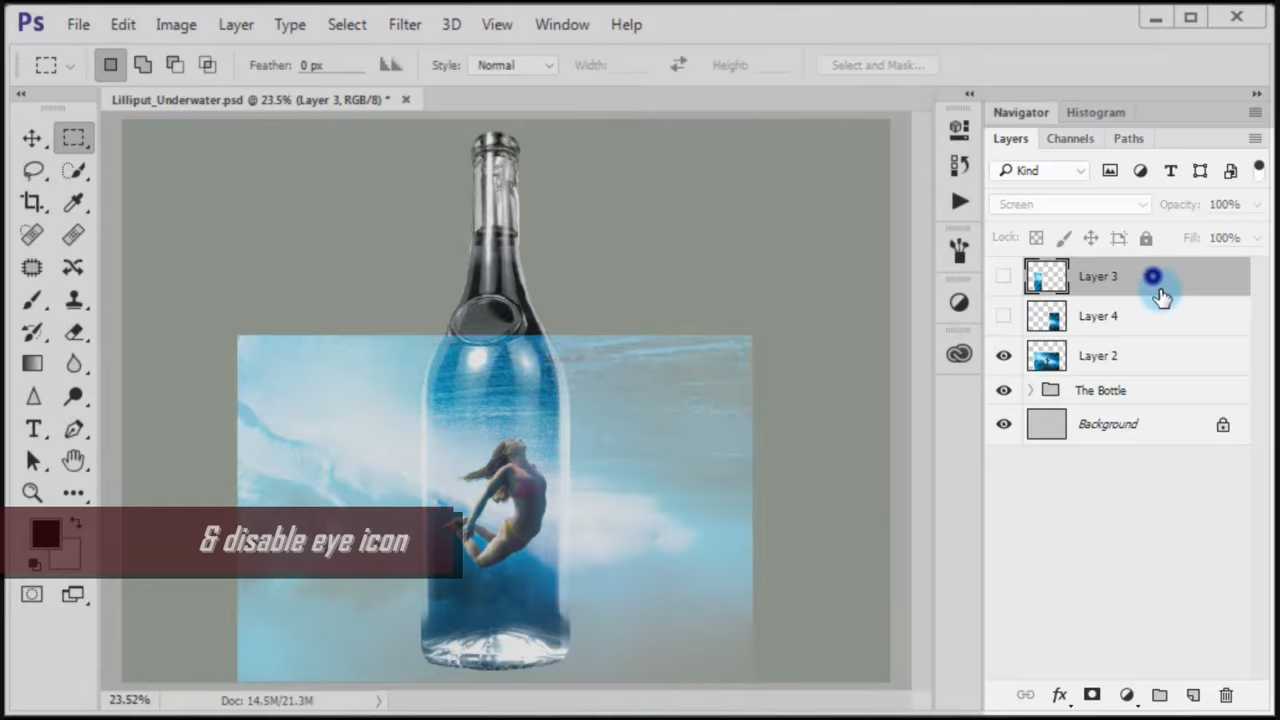 Ps File Edit Image Layer Type Select Filter 3D View Window Help
Feather: 0 px Style: Normal Width: Height: Select and Mask...
Lilliput_Underwater.psd @ 23.5% (Layer 3, RGB/8) *
Navigator Histogram
Layers Channels Paths
Kind
Screen Opacity: 100%
Lock: Fill: 100%
Layer 3
Layer 4
Layer 2
The Bottle
Background
& disable eye icon
23.52% Doc: 14.5M/21.3M
fx